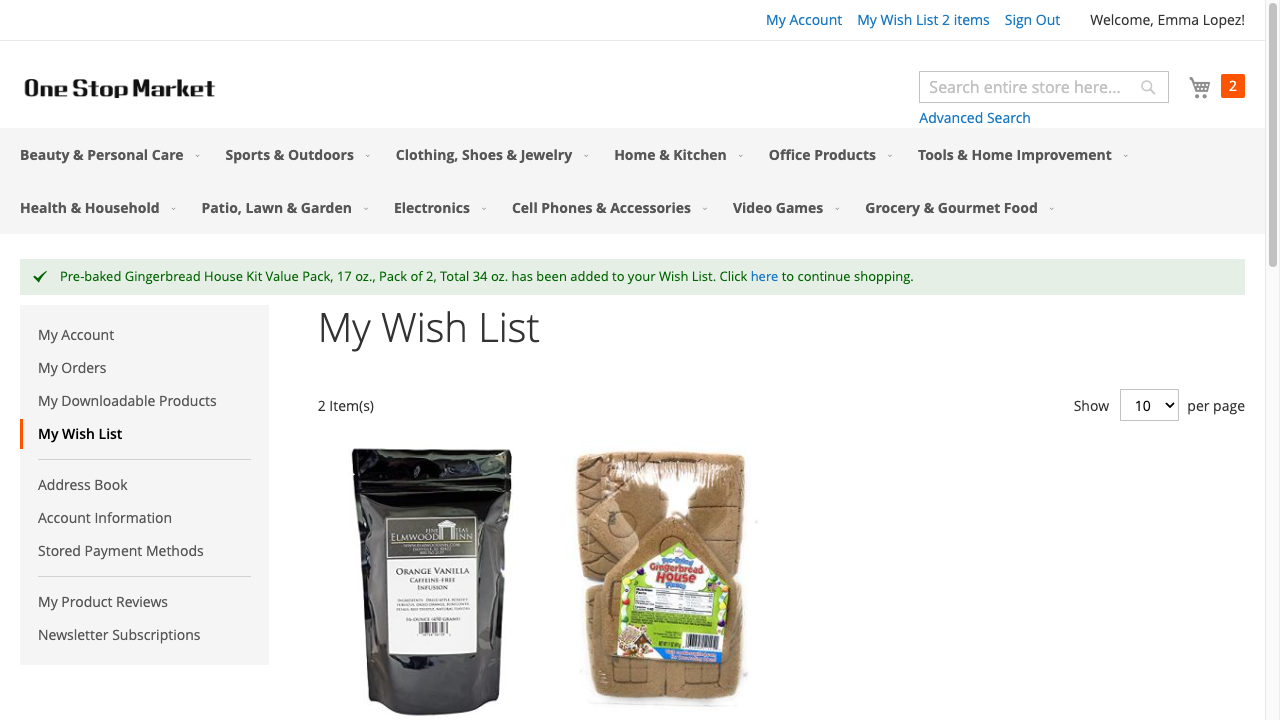 My Account My Wish List 2 items Sign Out Welcome, Emma Lopez!
One Stop Market
Search entire store here...
2
Advanced Search
Beauty & Personal Care Sports & Outdoors Clothing, Shoes & Jewelry Home & Kitchen Office Products Tools & Home Improvement
Health & Household Patio, Lawn & Garden Electronics Cell Phones & Accessories Video Games Grocery & Gourmet Food
Pre-baked Gingerbread House Kit Value Pack, 17 oz., Pack of 2, Total 34 oz. has been added to your Wish List. Click here to continue shopping.
My Account
My Orders
My Downloadable Products
My Wish List
Address Book
Account Information
Stored Payment Methods
My Product Reviews
Newsletter Subscriptions
My Wish List
2 Item(s)
Show 10 per page
FINE TEAS
ELMWOOD INN
ORANGE VANILLA
CAFFEINE-FREE
INFUSION
Pre-Baked
Gingerbread
House